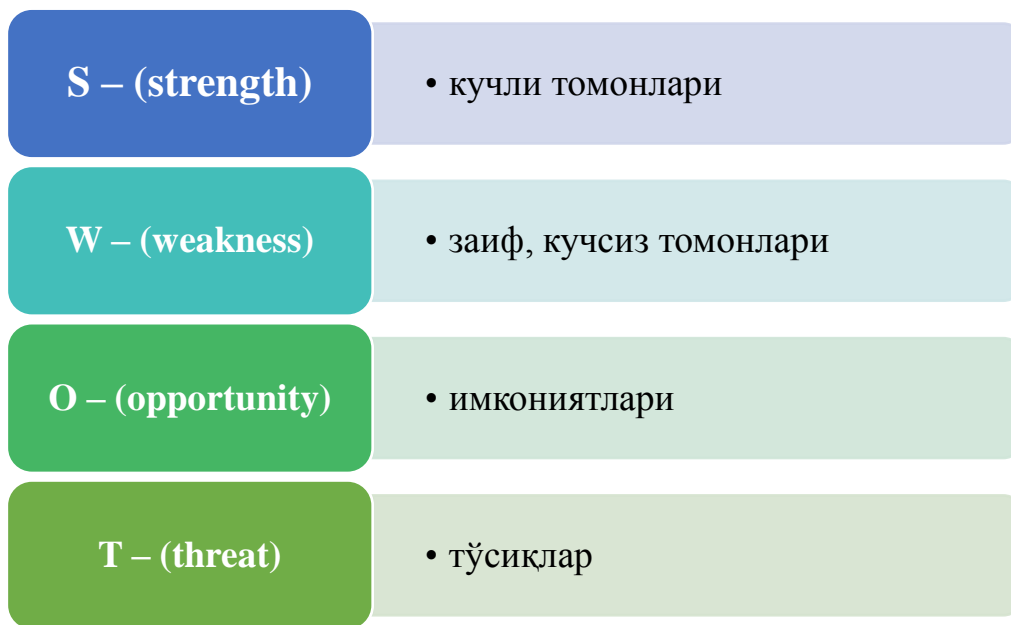 S – (strength)
• кучли томонлари
W – (weakness)
• заиф, кучсиз томонлари
O – (opportunity)
• имкониятлари
T – (threat)
• тўсиқлар